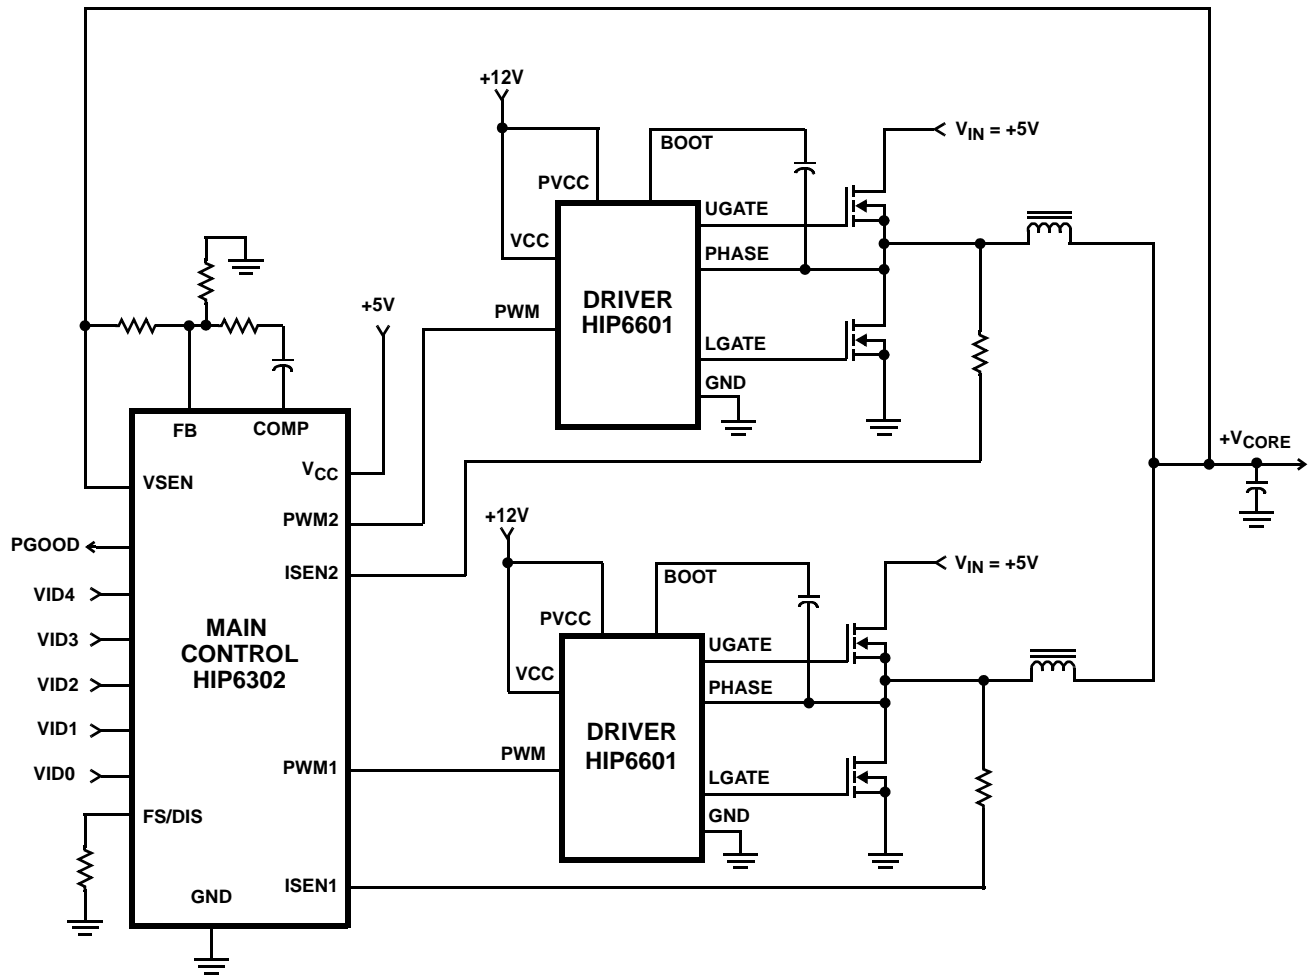 +12V
BOOT
VIN = +5V
PVCC
UGATE
VCC
PHASE
+5V
PWM
DRIVER
HIP6601
LGATE
GND
FB
COMP
VCC
+VCORE
VSEN
PWM2
+12V
PGOOD
ISEN2
BOOT
VIN = +5V
VID4
PVCC
MAIN
CONTROL
HIP6302
VID3
UGATE
VCC
VID2
PHASE
VID1
DRIVER
HIP6601
PWM
PWM1
VID0
LGATE
FS/DIS
GND
ISEN1
GND